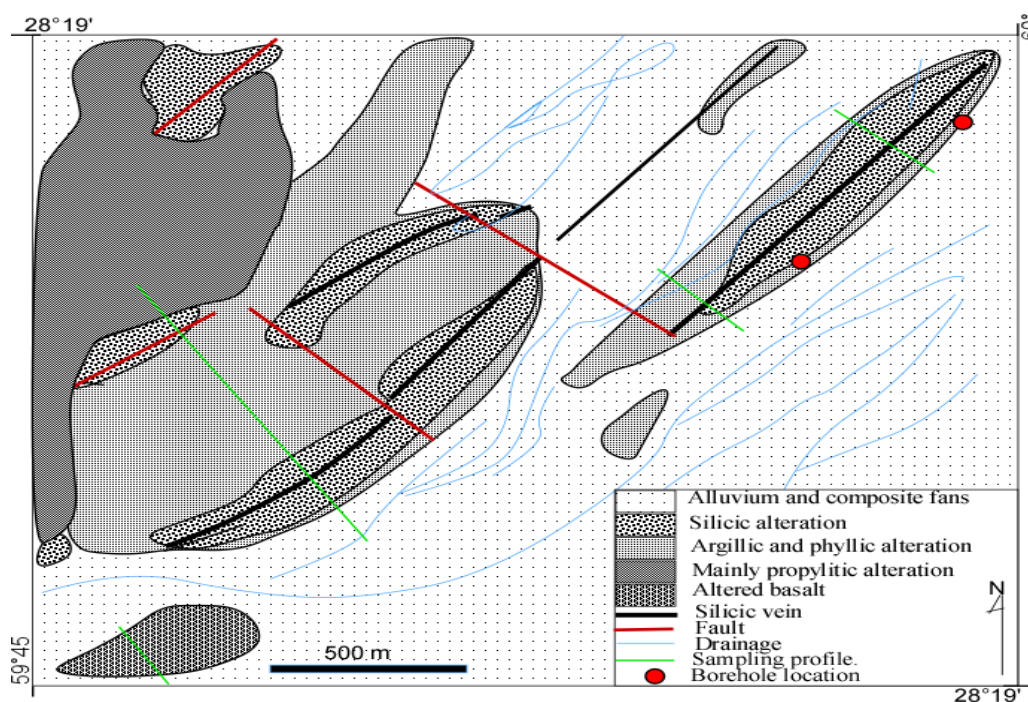 28°19'
Alluvium and composite fans
Silicic alteration
Argillic and phyllic alteration
Mainly propylitic alteration
Altered basalt
Silicic vein
Fault
Drainage
Sampling profile.
Borehole location
N
500 m
59°45
28°19'